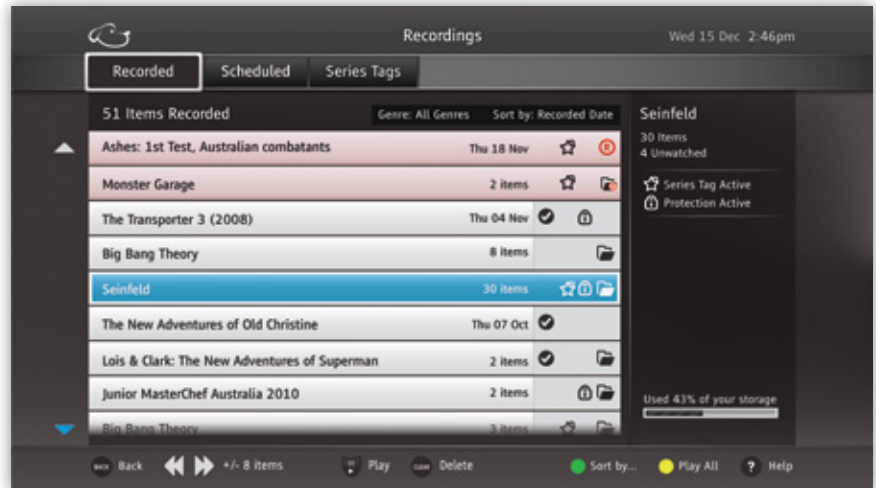 Recordings
Wed 15 Dec 2:46pm
Recorded
Scheduled
Series Tags
51 Items Recorded
Genre: All Genres
Sort by: Recorded Date
Ashes: 1st Test, Australian combatants
Thu 18 Nov
R
Monster Garage
2 items
The Transporter 3 (2008)
Thu 04 Nov
Big Bang Theory
8 items
Seinfeld
30 items
The New Adventures of Old Christine
Thu 07 Oct
Lois & Clark: The New Adventures of Superman
2 items
Junior MasterChef Australia 2010
2 items
Big Bang Theory
3 items
Seinfeld
30 Items
4 Unwatched
Series Tag Active
Protection Active
Used 43% of your storage
BACK Back
+/- 8 items
Play
CLEAR Delete
Sort by...
Play All
? Help